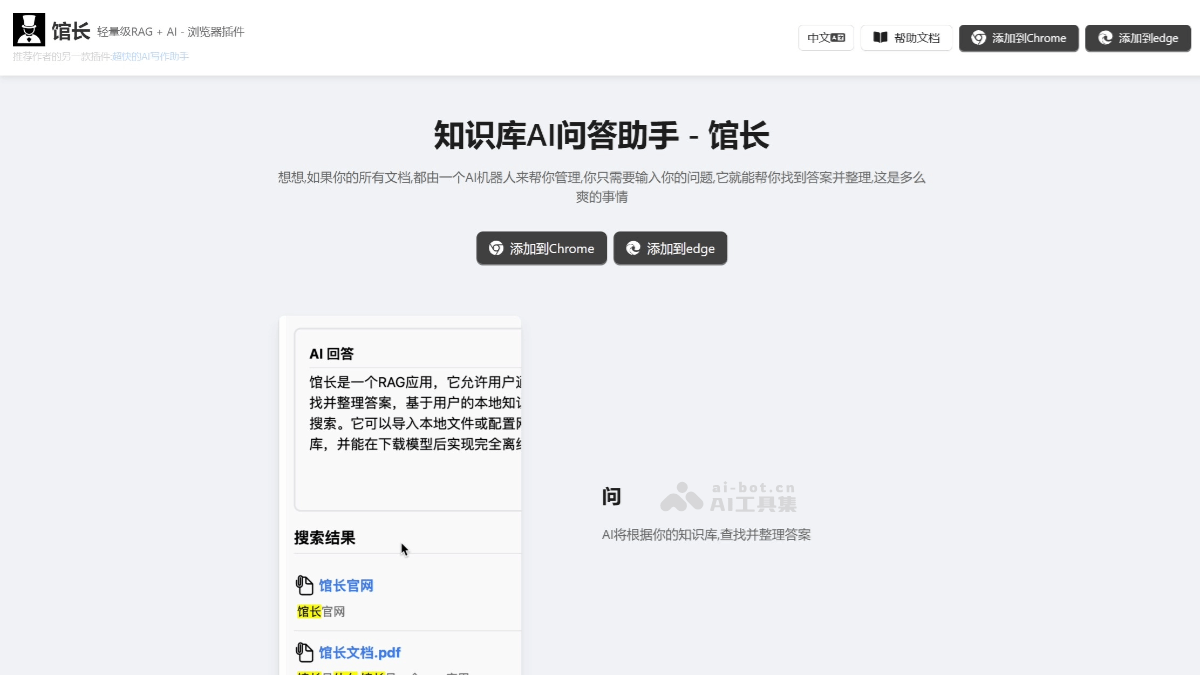 馆长 轻量级RAG + AI - 浏览器插件
推荐作者的另一款插件:超快的AI写作助手
中文 帮助文档 添加到Chrome 添加到edge
知识库AI问答助手 - 馆长
想想,如果你的所有文档,都由一个AI机器人来帮你管理,你只需要输入你的问题,它就能帮你找到答案并整理,这是多么
爽的事情
添加到Chrome 添加到edge
AI 回答
馆长是一个RAG应用，它允许用户
找并整理答案，基于用户的本地知
搜索。它可以导入本地文件或配置
库，并能在下载模型后实现完全离
搜索结果
馆长官网
馆长官网
馆长文档.pdf
问
ai-bot.cn
AI工具集
AI将根据你的知识库,查找并整理答案